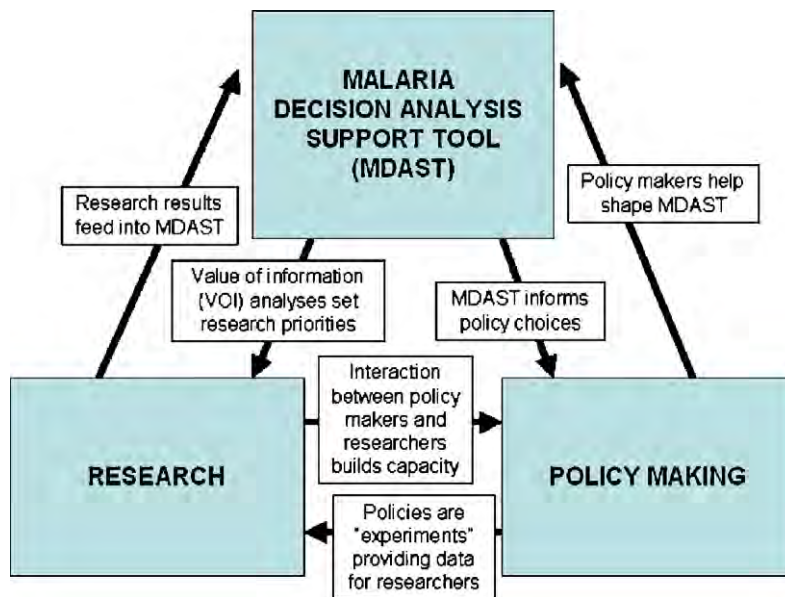 MALARIA
DECISION ANALYSIS
SUPPORT TOOL
(MDAST)
Research results
feed into MDAST
Policy makers help
shape MDAST
Value of information
(VOI) analyses set
research priorities
MDAST informs
policy choices
Interaction
between policy
makers and
researchers
builds capacity
RESEARCH
POLICY MAKING
Policies are
"experiments"
providing data
for researchers